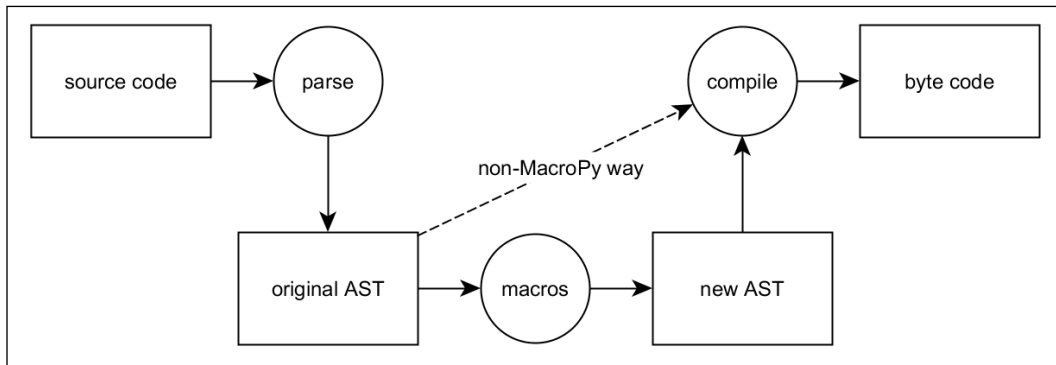 source code
parse
compile
byte code
non-MacroPy way
original AST
macros
new AST